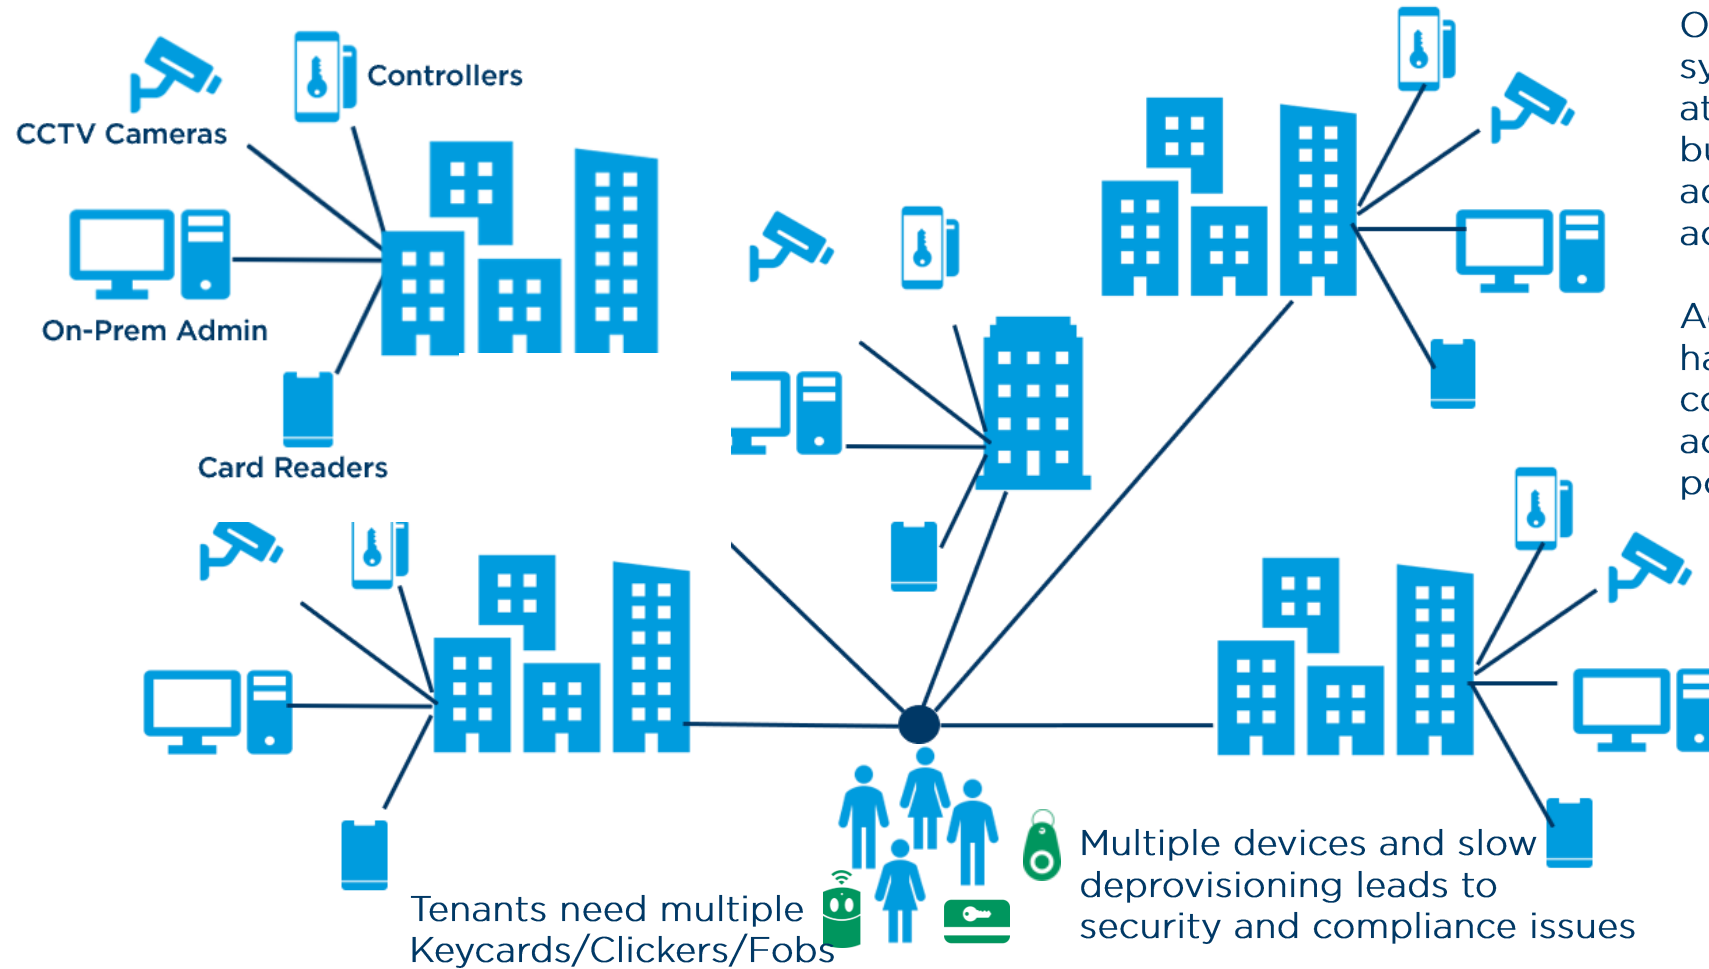 Controllers
CCTV Cameras
On-Prem Admin
Card Readers
Tenants need multiple
Keycards/Clickers/Fobs
Multiple devices and slow
deprovisioning leads to
security and compliance issues